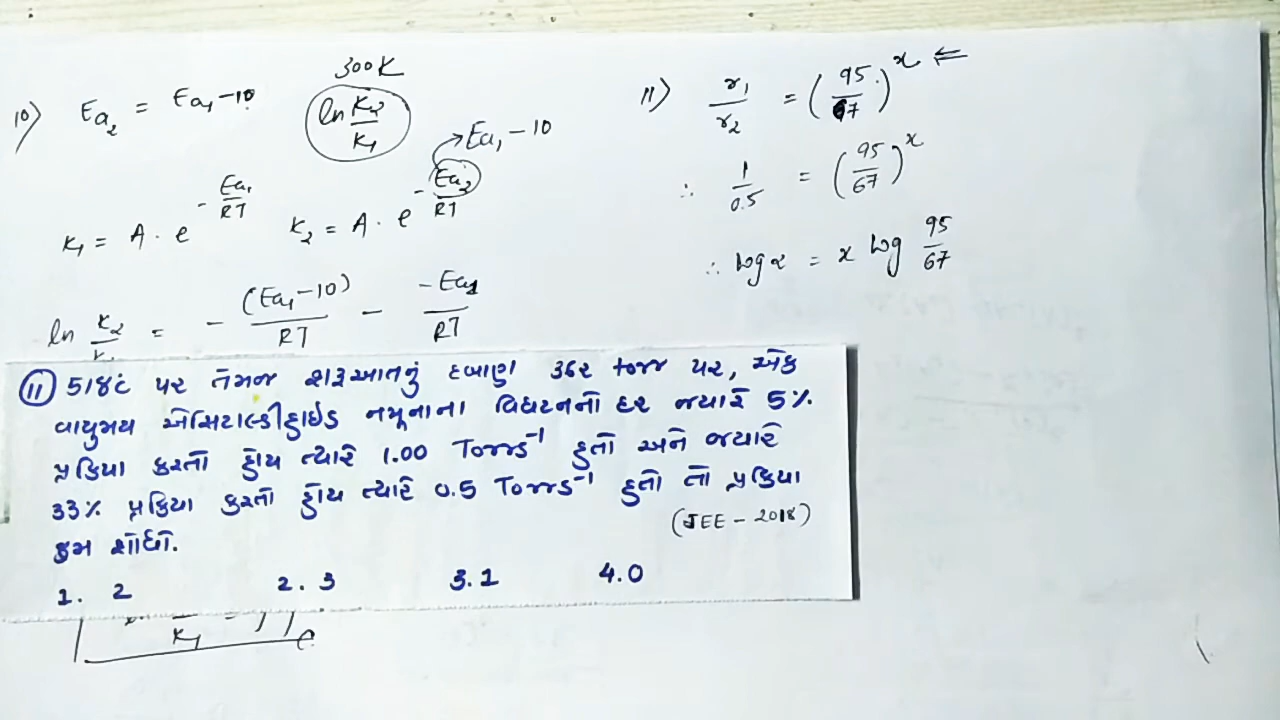 10) Ea₂ = Ea₁ - 10
300K
ln K₂/K₁
→ Ea₁ - 10
K₁ = A · e^(-Ea₁/RT) K₂ = A · e^(-Ea₂/RT)
ln K₂/K₁ = - (Ea₁ - 10)/RT - -Ea₁/RT
11) r₁/r₂ = (95/67)^x ⇐
∴ 1/0.5 = (95/67)^x
∴ log 2 = x log 95/67
(11) 518℃ પર તેમજ શરૂઆતનું દબાણ 362 torr પર, એક
વાયુમય એસિટાલ્ડીહાઇડ નમૂનાના વિઘટનનો દર જ્યારે 5%
પ્રક્રિયા કરતો હોય ત્યારે 1.00 Torrs⁻¹ હતો અને જ્યારે
33% પ્રક્રિયા કરતો હોય ત્યારે 0.5 Torrs⁻¹ હતો તો પ્રક્રિયા
ક્રમ શોધો. (JEE - 2018)
1. 2 2. 3 3. 1 4. 0
K₁ =